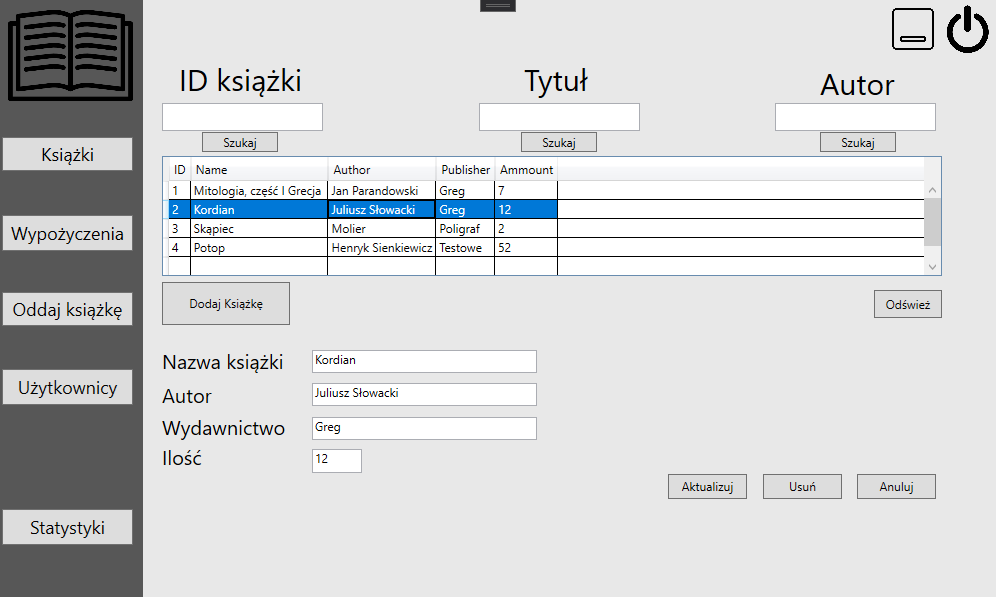 ID książki
Tytuł
Autor
Szukaj
Szukaj
Szukaj
Książki
Wypożyczenia
Oddaj książkę
Użytkownicy
Statystyki
ID Name Author Publisher Ammount
1 Mitologia, część I Grecja Jan Parandowski Greg 7
2 Kordian Juliusz Słowacki Greg 12
3 Skąpiec Molier Poligraf 2
4 Potop Henryk Sienkiewicz Testowe 52
Dodaj Książkę
Odśwież
Nazwa książki Kordian
Autor Juliusz Słowacki
Wydawnictwo Greg
Ilość 12
Aktualizuj Usuń Anuluj